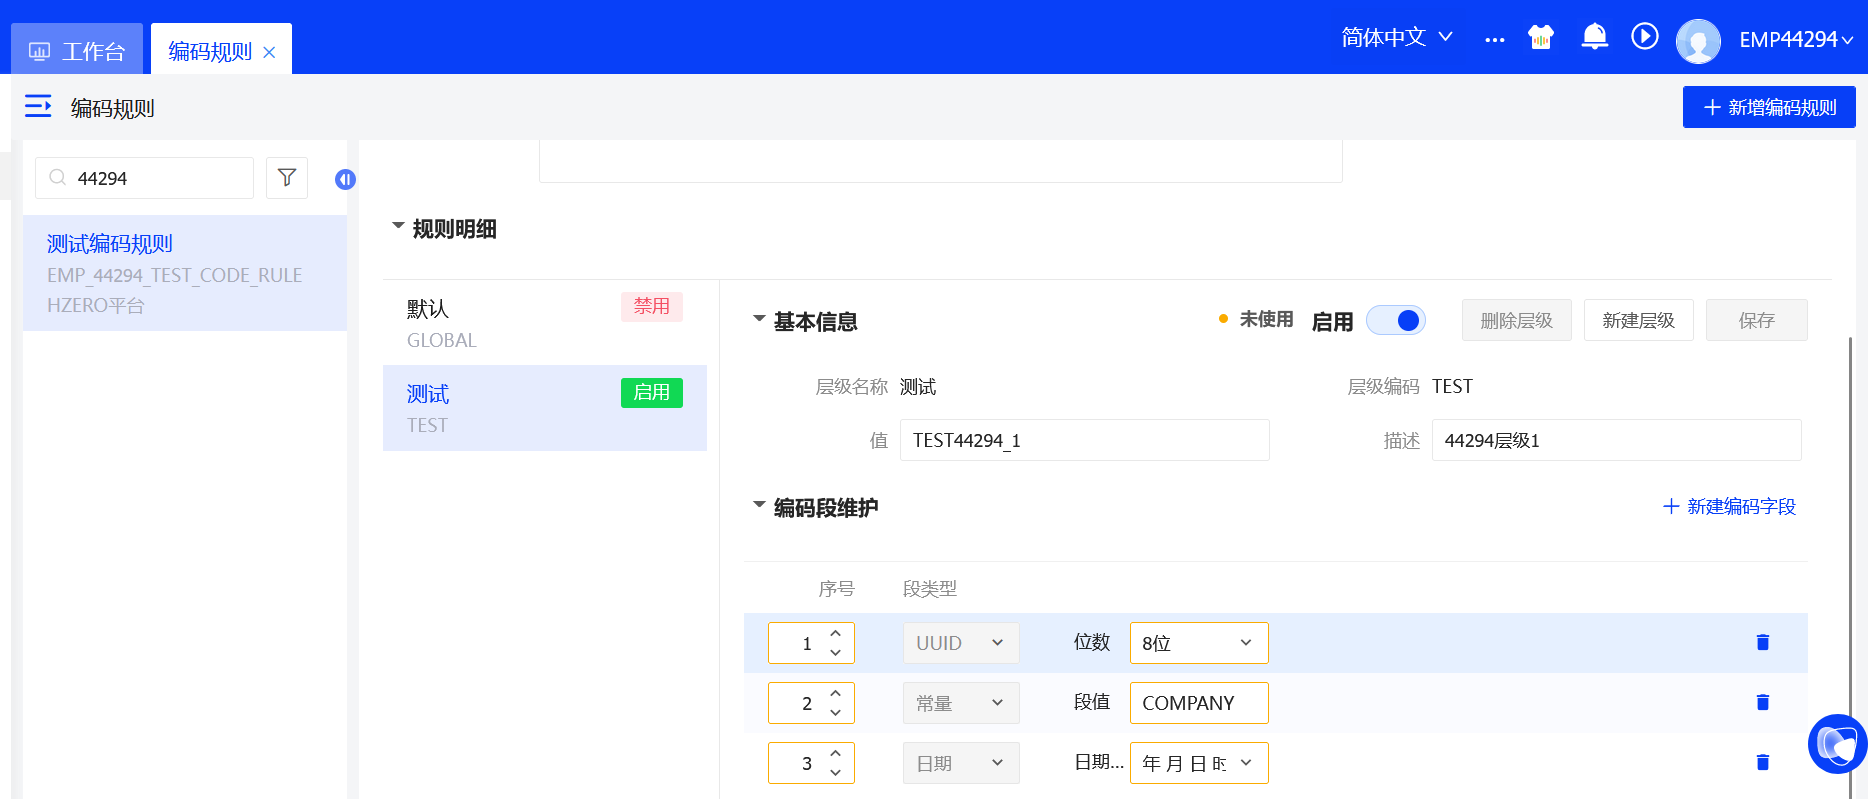 工作台
编码规则
简体中文
EMP44294
编码规则
新增编码规则
44294
测试编码规则
EMP_44294_TEST_CODE_RULE
HZERO平台
规则明细
默认
禁用
GLOBAL
测试
启用
TEST
基本信息
未使用
启用
删除层级
新建层级
保存
层级名称 测试
层级编码 TEST
值 TEST44294_1
描述 44294层级1
编码段维护
新建编码字段
序号 段类型
1 UUID 位数 8位
2 常量 段值 COMPANY
3 日期 日期... 年月日时